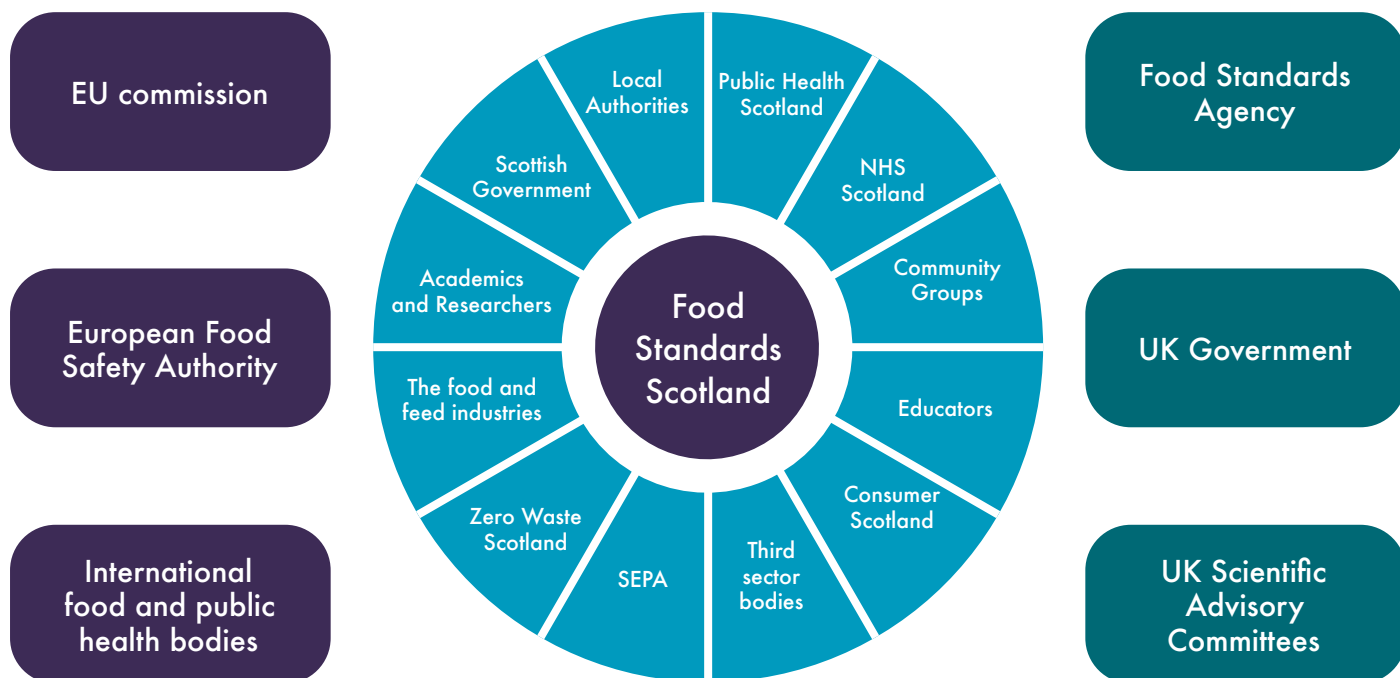 EU commission
European Food
Safety Authority
International
food and public
health bodies
Local
Authorities
Public Health
Scotland
NHS
Scotland
Community
Groups
Educators
Consumer
Scotland
Third
sector
bodies
SEPA
Zero Waste
Scotland
The food and
feed industries
Academics
and Researchers
Scottish
Government
Food
Standards
Scotland
Food Standards
Agency
UK Government
UK Scientific
Advisory
Committees